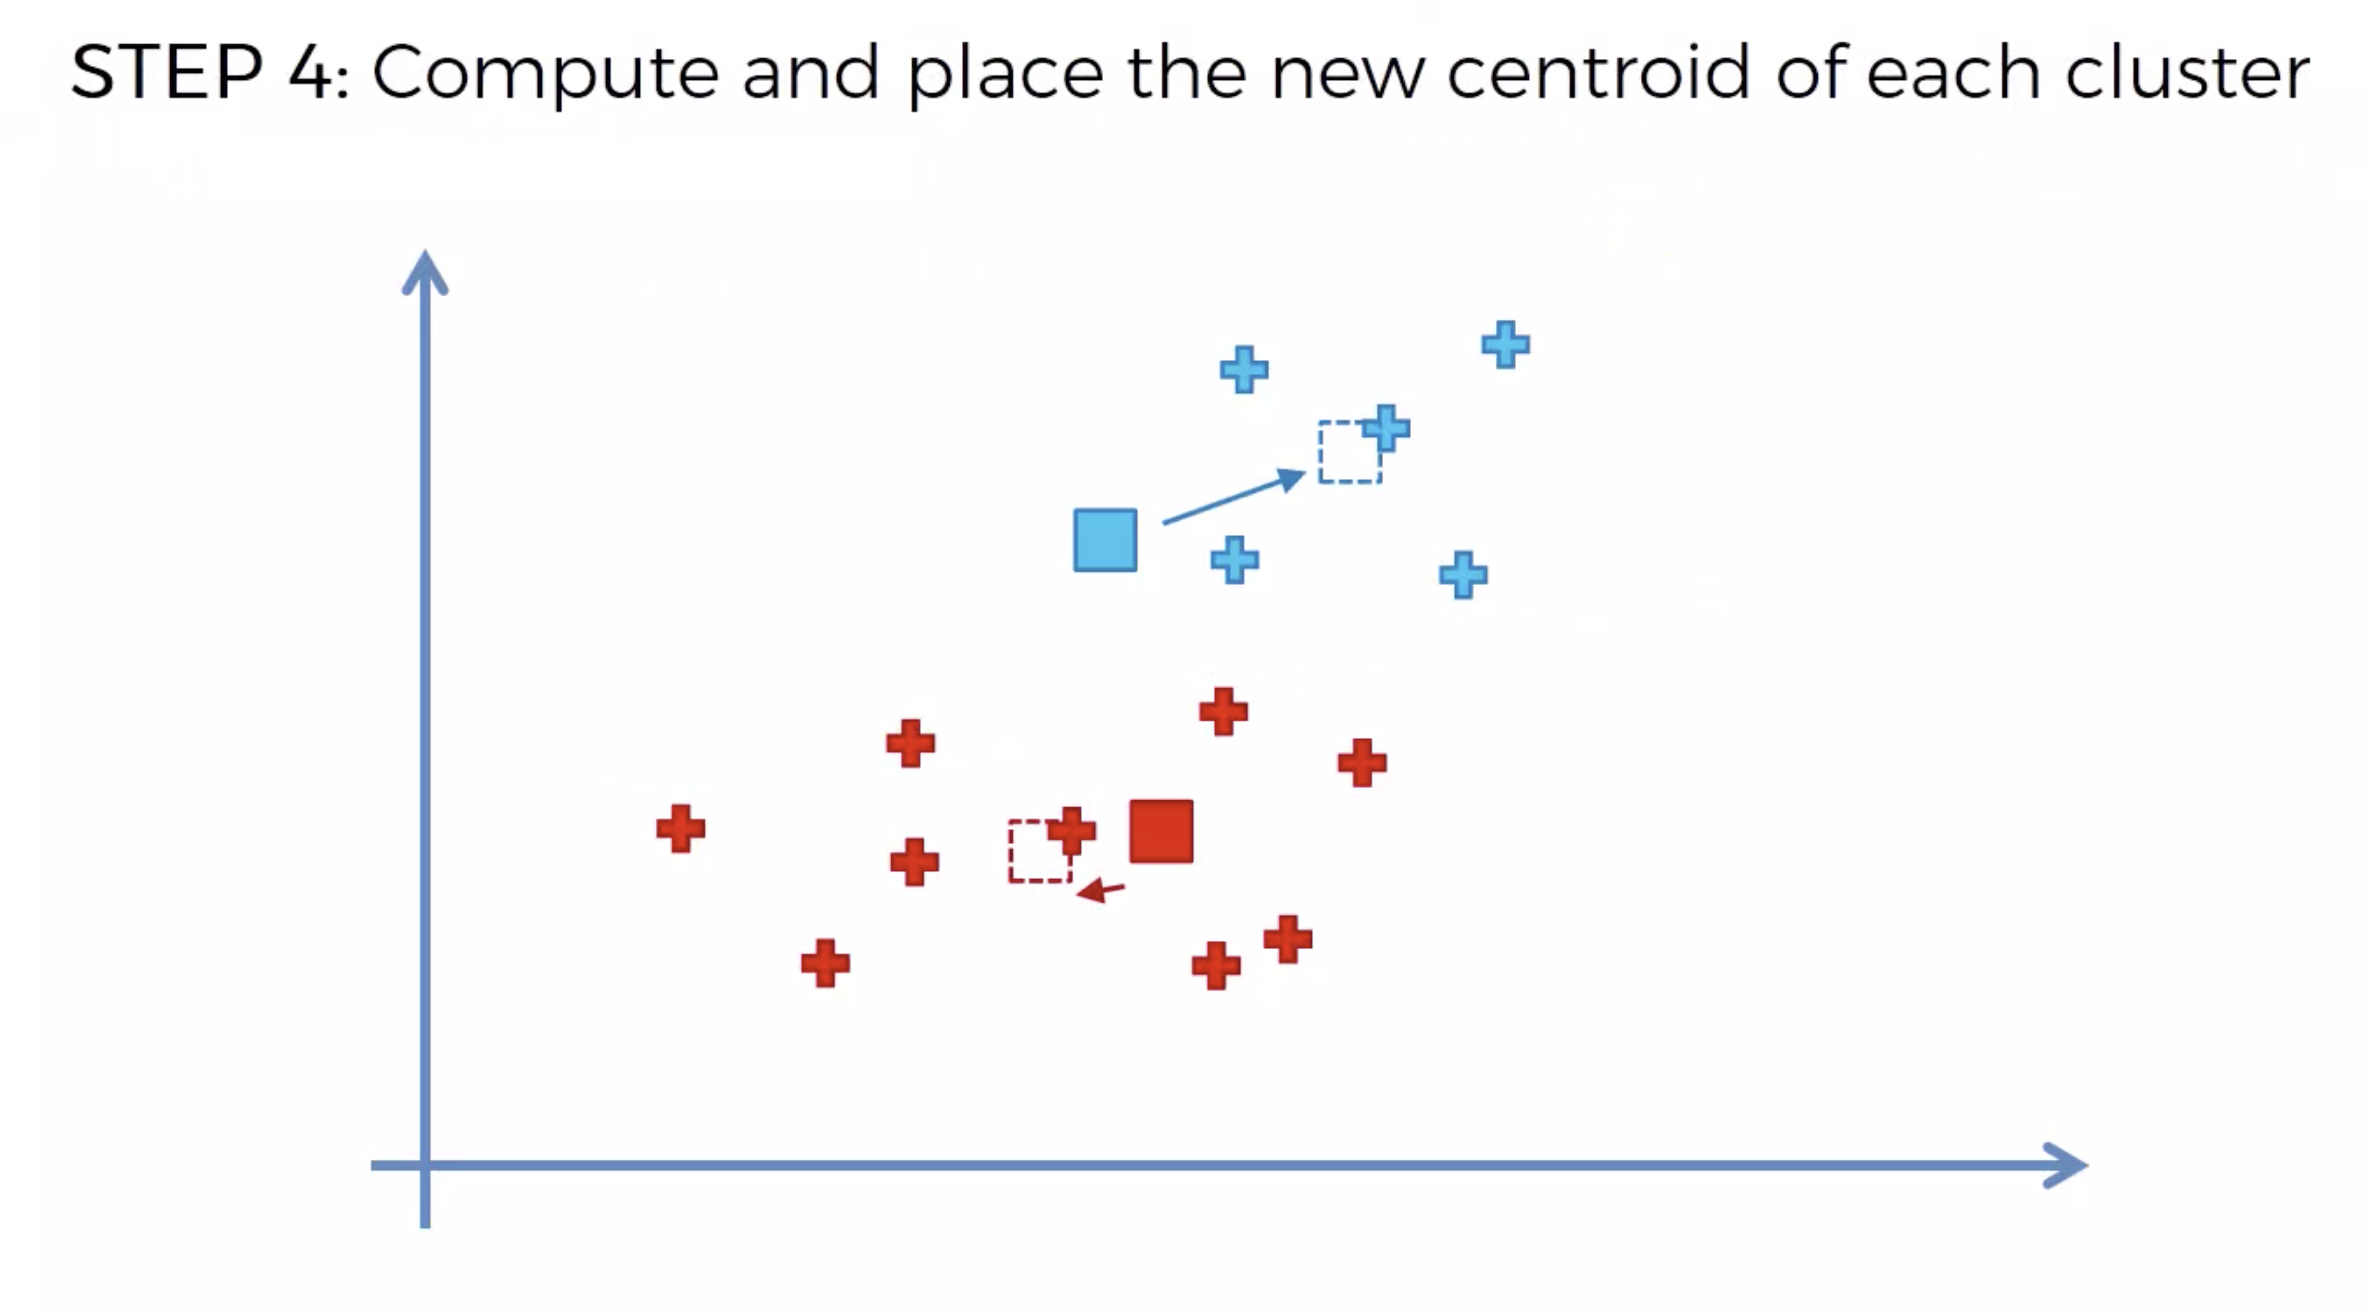 STEP 4: Compute and place the new centroid of each cluster